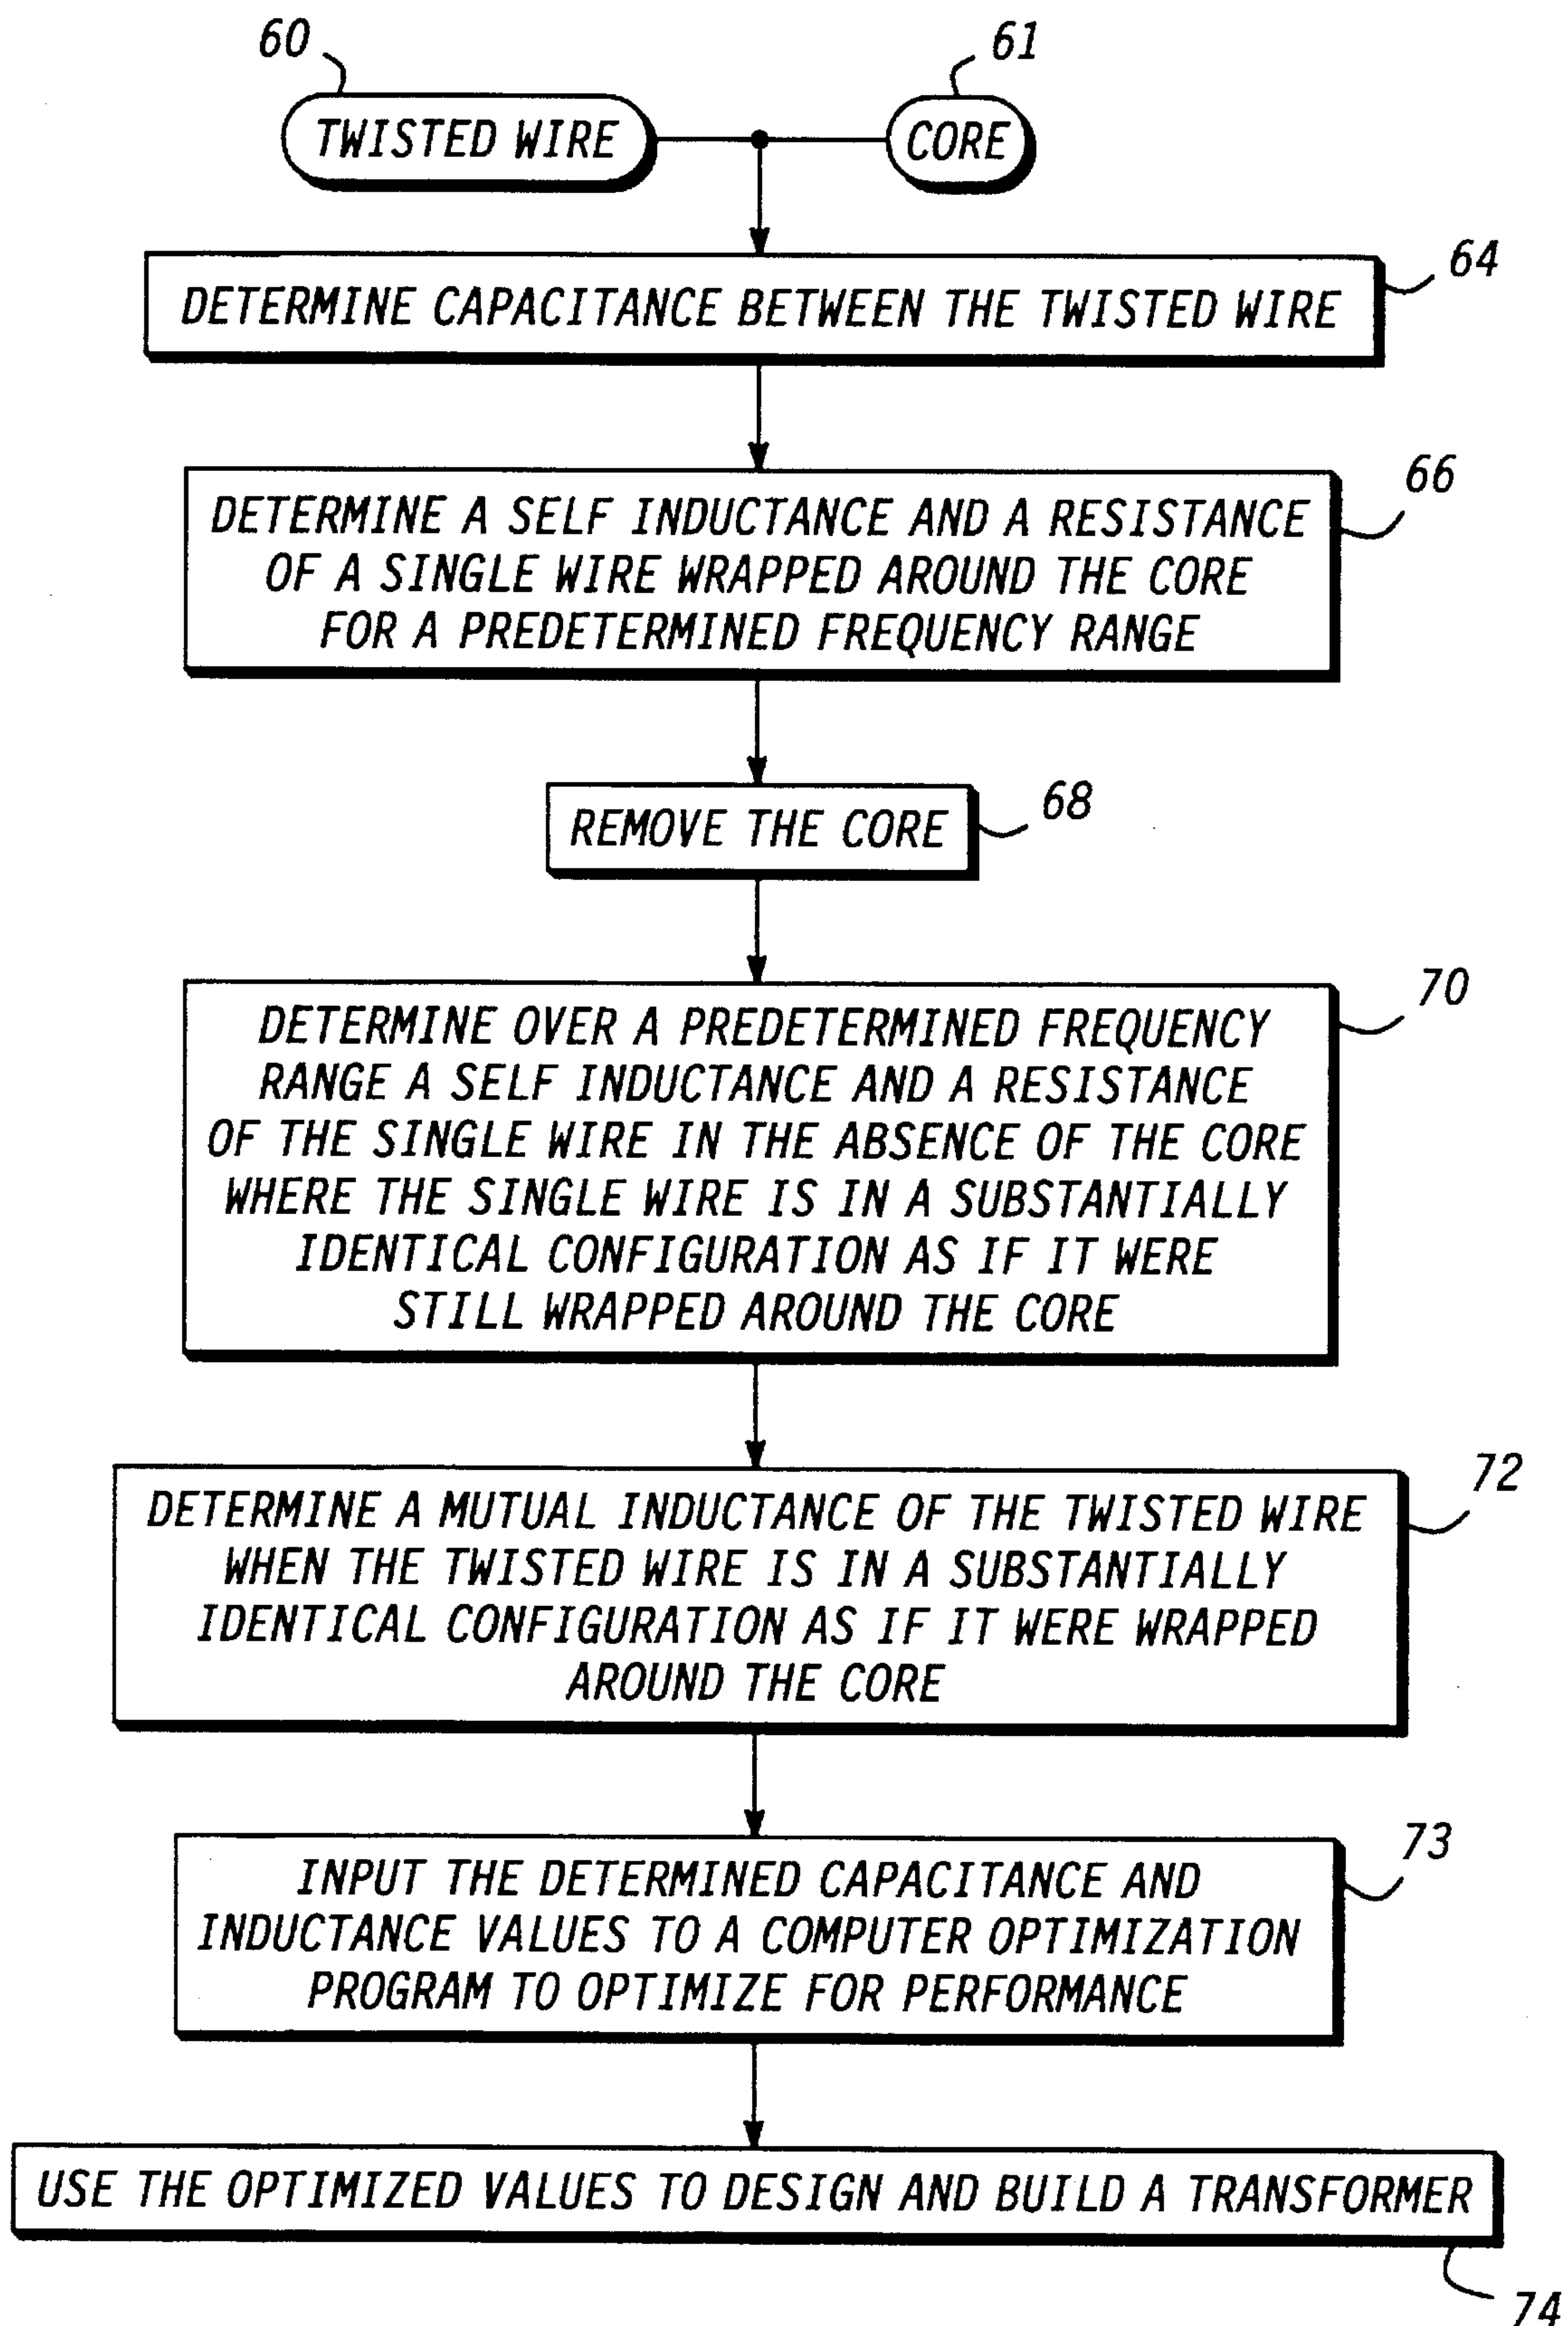 60
61
TWISTED WIRE
CORE
64
DETERMINE CAPACITANCE BETWEEN THE TWISTED WIRE
66
DETERMINE A SELF INDUCTANCE AND A RESISTANCE
OF A SINGLE WIRE WRAPPED AROUND THE CORE
FOR A PREDETERMINED FREQUENCY RANGE
68
REMOVE THE CORE
70
DETERMINE OVER A PREDETERMINED FREQUENCY
RANGE A SELF INDUCTANCE AND A RESISTANCE
OF THE SINGLE WIRE IN THE ABSENCE OF THE CORE
WHERE THE SINGLE WIRE IS IN A SUBSTANTIALLY
IDENTICAL CONFIGURATION AS IF IT WERE
STILL WRAPPED AROUND THE CORE
72
DETERMINE A MUTUAL INDUCTANCE OF THE TWISTED WIRE
WHEN THE TWISTED WIRE IS IN A SUBSTANTIALLY
IDENTICAL CONFIGURATION AS IF IT WERE WRAPPED
AROUND THE CORE
73
INPUT THE DETERMINED CAPACITANCE AND
INDUCTANCE VALUES TO A COMPUTER OPTIMIZATION
PROGRAM TO OPTIMIZE FOR PERFORMANCE
USE THE OPTIMIZED VALUES TO DESIGN AND BUILD A TRANSFORMER
74